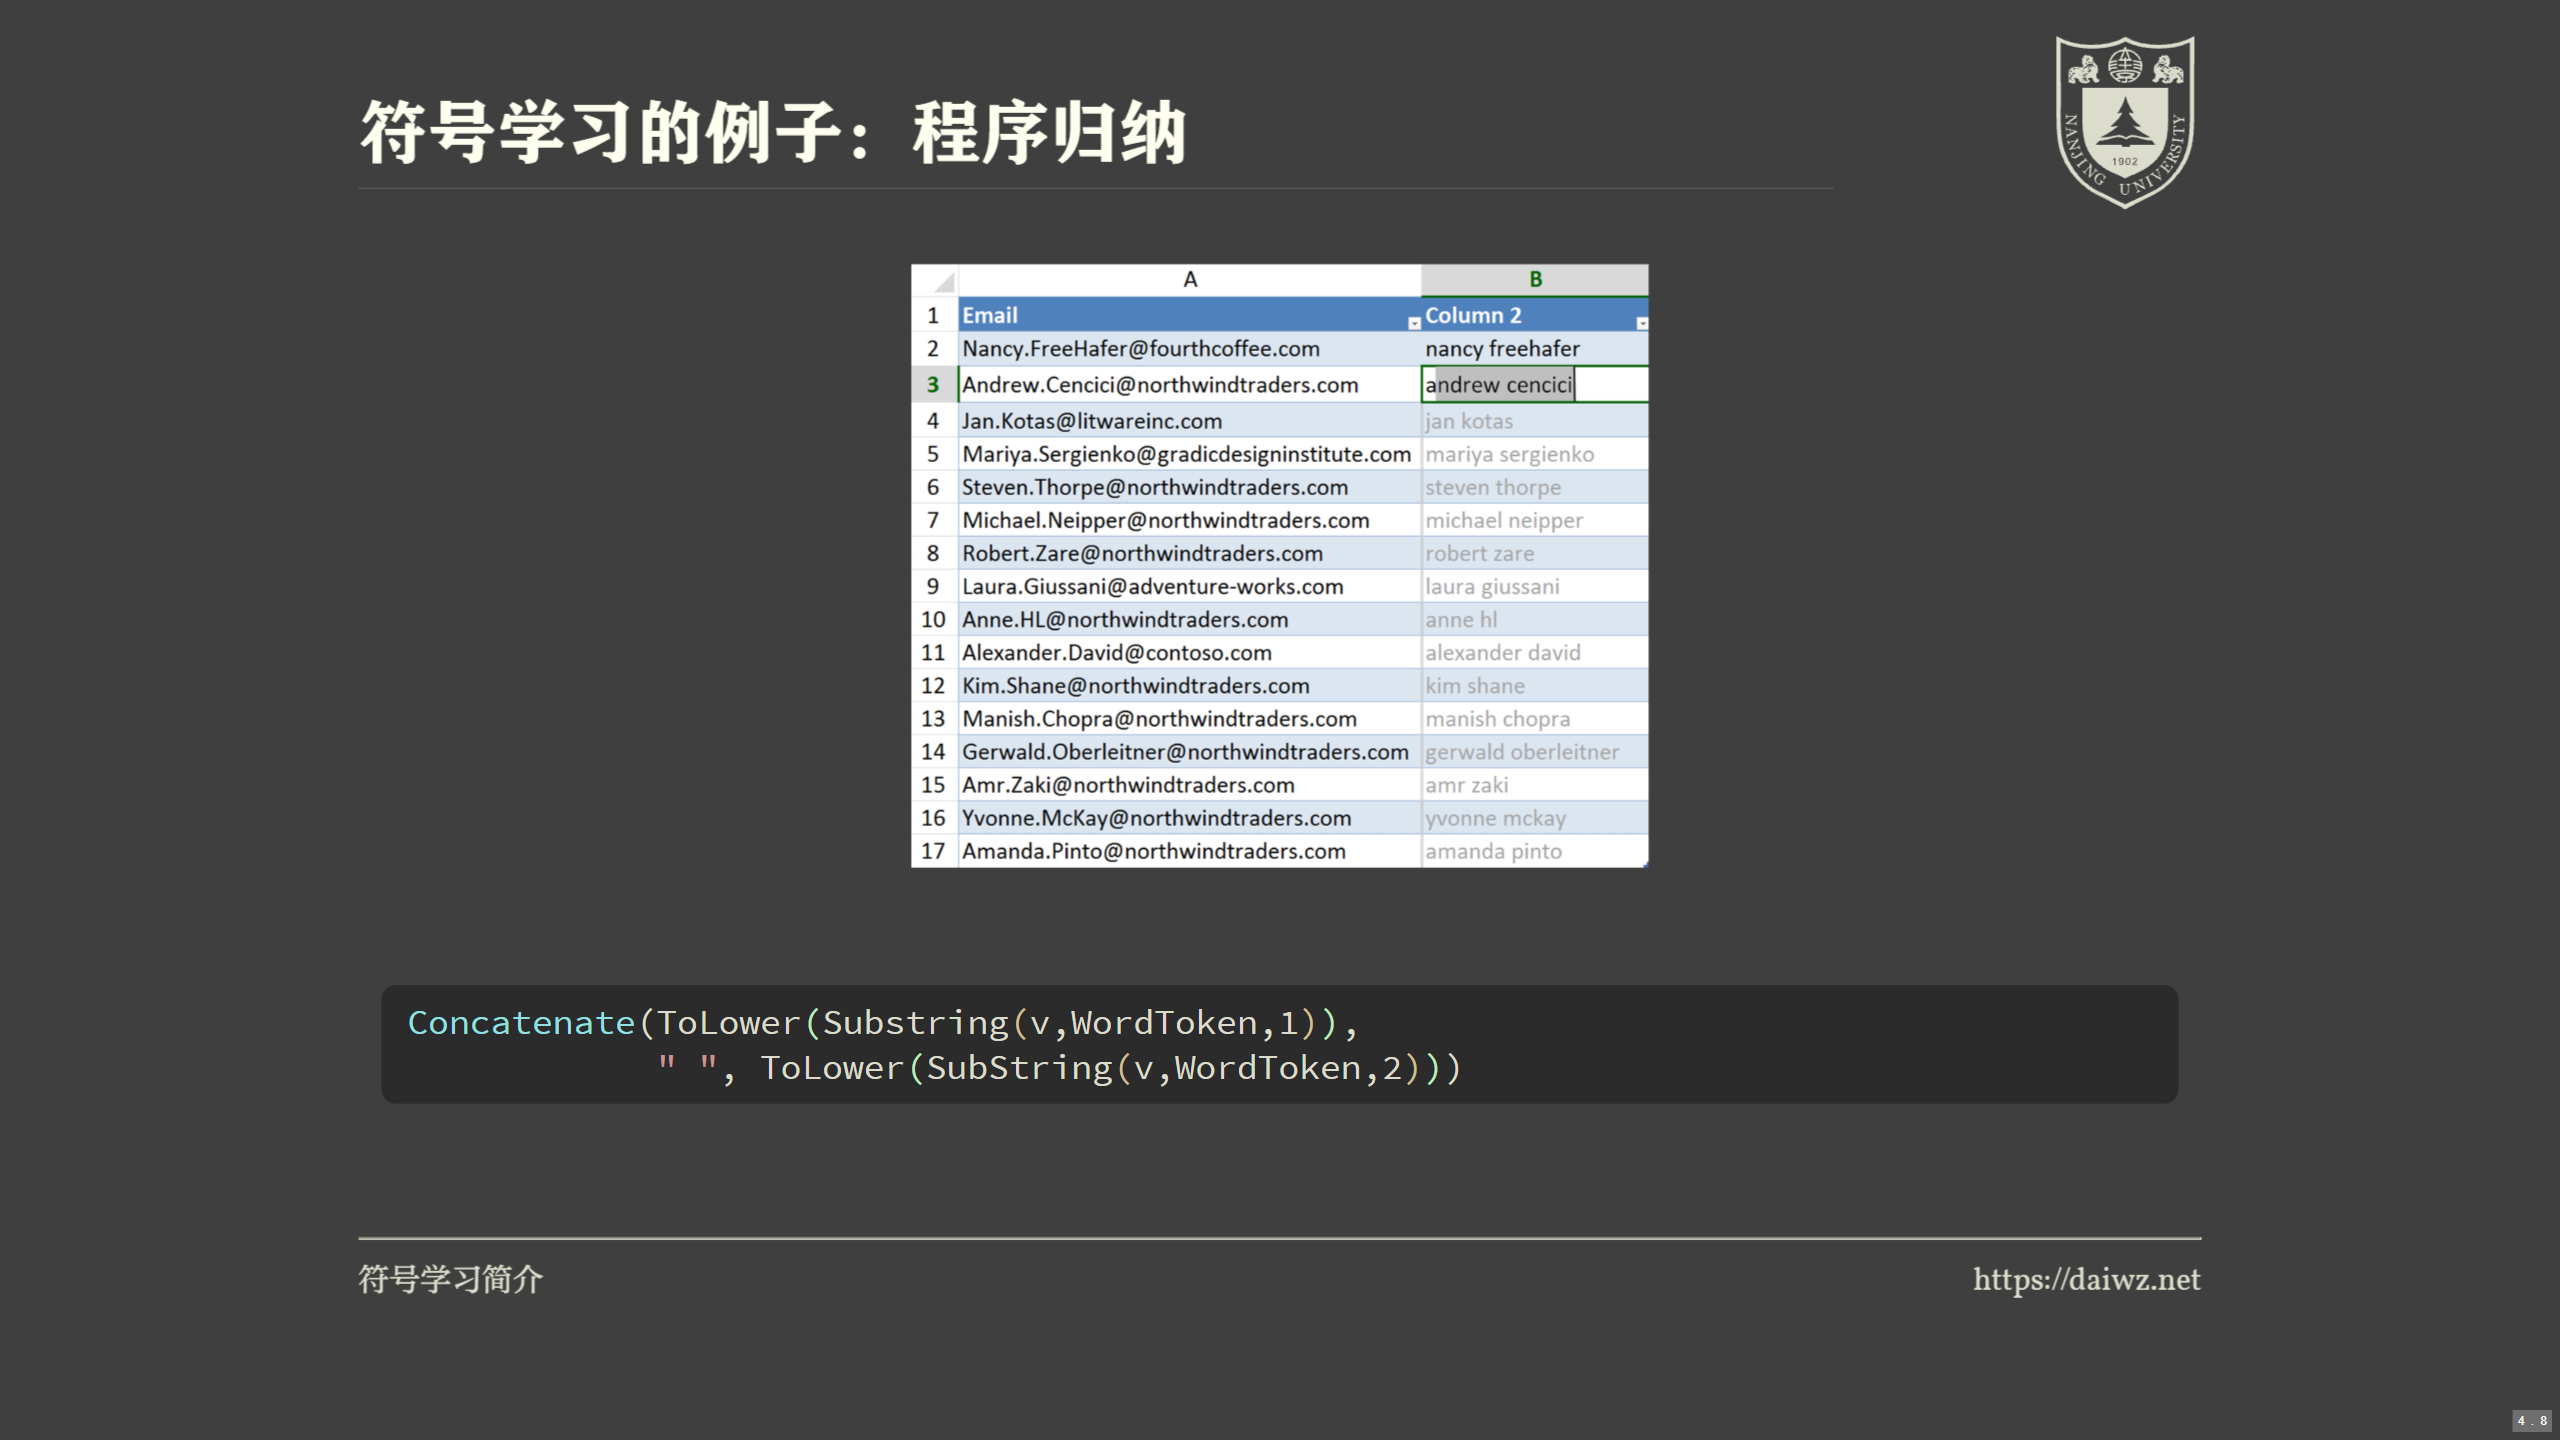 符号学习的例子：程序归纳
NANJING UNIVERSITY
1902
A B
1 Email Column 2
2 Nancy.FreeHafer@fourthcoffee.com nancy freehafer
3 Andrew.Cencici@northwindtraders.com andrew cencici
4 Jan.Kotas@litwareinc.com jan kotas
5 Mariya.Sergienko@gradicdesigninstitute.com mariya sergienko
6 Steven.Thorpe@northwindtraders.com steven thorpe
7 Michael.Neipper@northwindtraders.com michael neipper
8 Robert.Zare@northwindtraders.com robert zare
9 Laura.Giussani@adventure-works.com laura giussani
10 Anne.HL@northwindtraders.com anne hl
11 Alexander.David@contoso.com alexander david
12 Kim.Shane@northwindtraders.com kim shane
13 Manish.Chopra@northwindtraders.com manish chopra
14 Gerwald.Oberleitner@northwindtraders.com gerwald oberleitner
15 Amr.Zaki@northwindtraders.com amr zaki
16 Yvonne.McKay@northwindtraders.com yvonne mckay
17 Amanda.Pinto@northwindtraders.com amanda pinto
Concatenate(ToLower(Substring(v,WordToken,1)),
" ", ToLower(SubString(v,WordToken,2)))
符号学习简介
https://daiwz.net
4.8